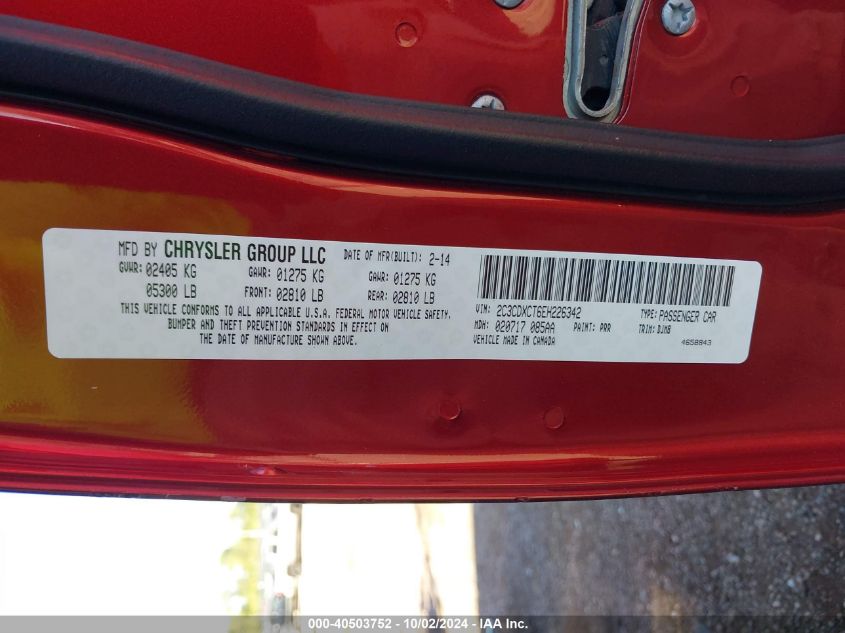 MFD BY CHRYSLER GROUP LLC DATE OF MFR(BUILT): 2-14
GVWR: 02405 KG GAWR: 01275 KG GAWR: 01275 KG
05300 LB FRONT: 02810 LB REAR: 02810 LB
THIS VEHICLE CONFORMS TO ALL APPLICABLE U.S.A. FEDERAL MOTOR VEHICLE SAFETY,
BUMPER AND THEFT PREVENTION STANDARDS IN EFFECT ON
THE DATE OF MANUFACTURE SHOWN ABOVE.
VIN: 2C3CDXCT6EH226342 TYPE: PASSENGER CAR
MDH: 020717 085AA PAINT: PRR TRIM: DJX8
VEHICLE MADE IN CANADA 4658843
000-40503752 - 10/02/2024 - IAA Inc.